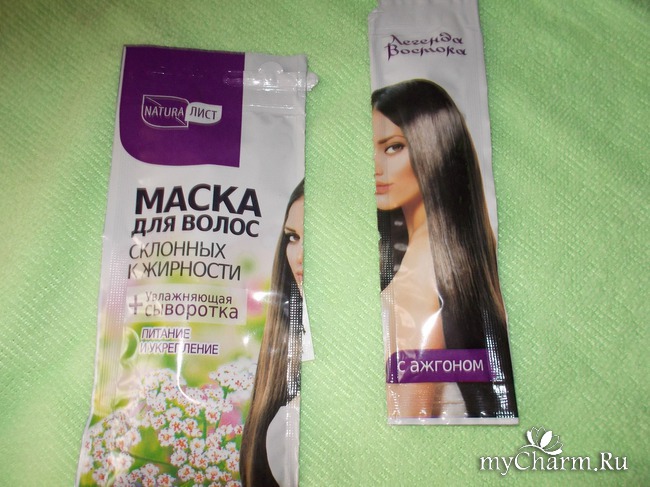 NATURA ЛИСТ
МАСКА
ДЛЯ ВОЛОС
СКЛОННЫХ
К ЖИРНОСТИ
+ Увлажняющая
сыворотка
ПИТАНИЕ
И УКРЕПЛЕНИЕ
Легенда
Востока
С АЖГОНОМ
myCharm.Ru